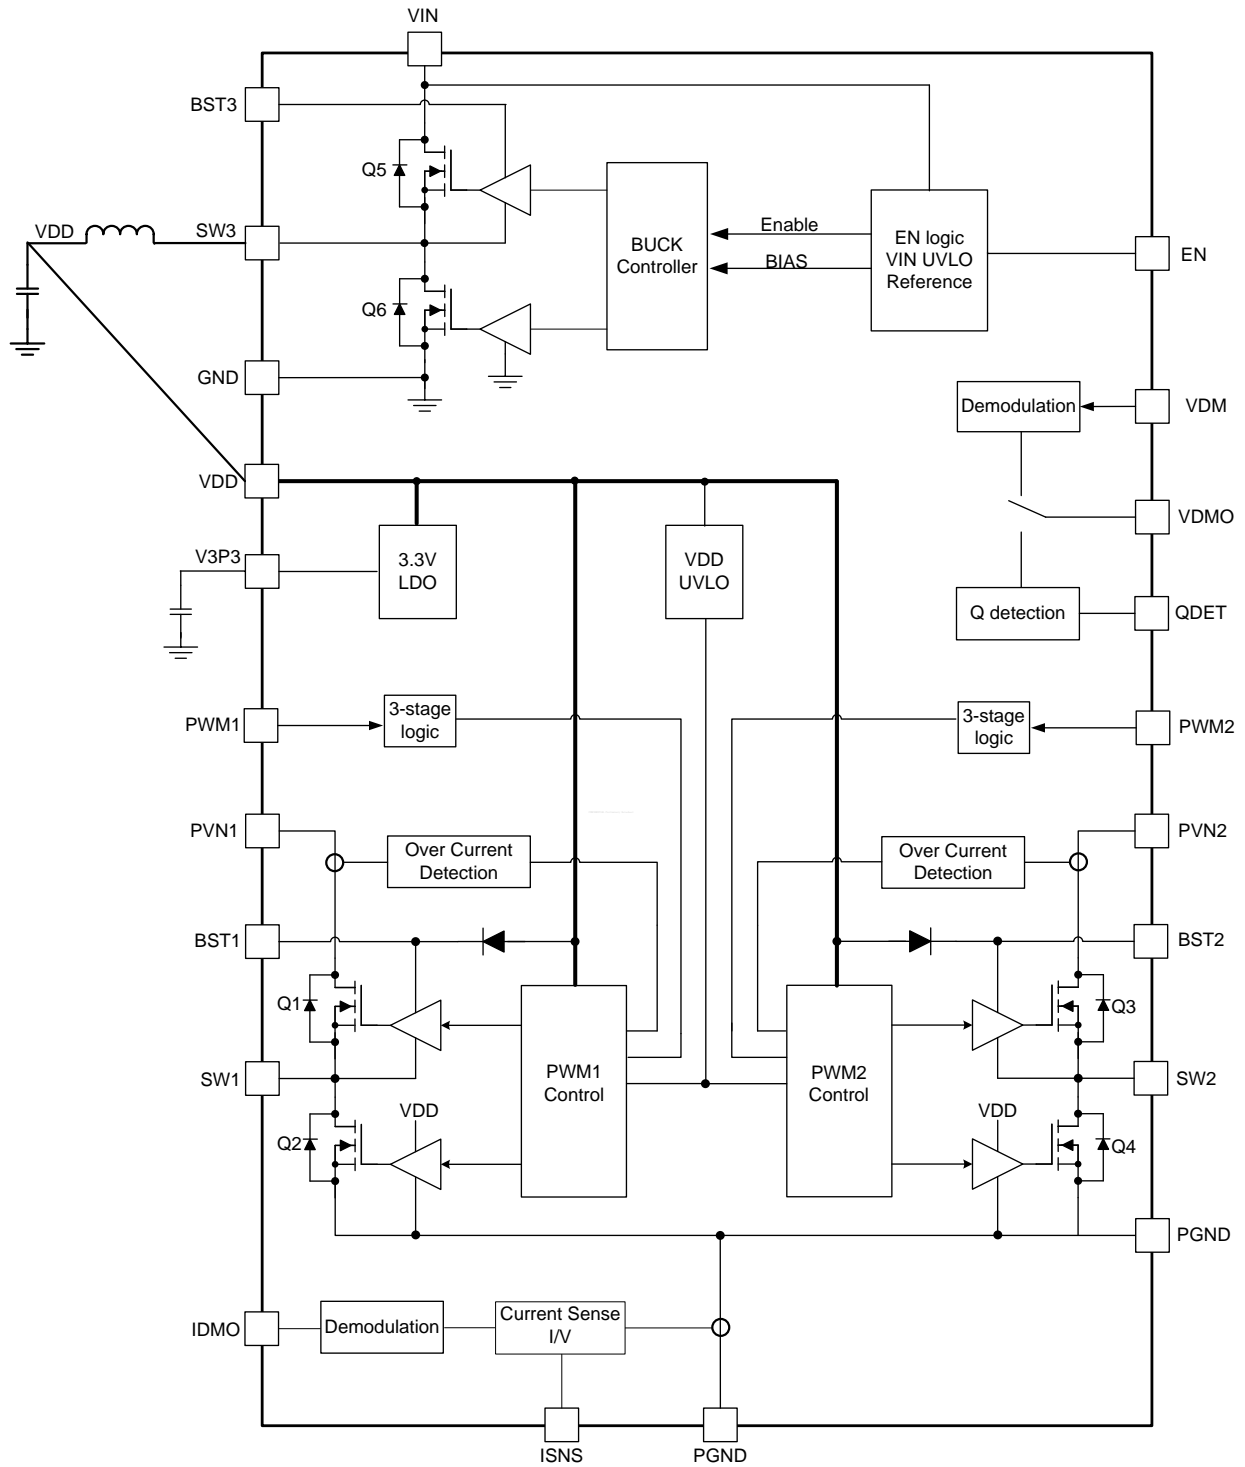 VIN
BST3
Q5
VDD
SW3
BUCK
Controller
Enable
BIAS
EN logic
VIN UVLO
Reference
EN
Q6
GND
Demodulation
VDM
VDD
VDMO
V3P3
3.3V
LDO
VDD
UVLO
Q detection
QDET
PWM1
3-stage
logic
3-stage
logic
PWM2
PVN1
Over Current
Detection
Over Current
Detection
PVN2
BST1
BST2
Q1
Q3
SW1
PWM1
Control
PWM2
Control
SW2
VDD
VDD
Q2
Q4
PGND
IDMO
Demodulation
Current Sense
I/V
ISNS
PGND